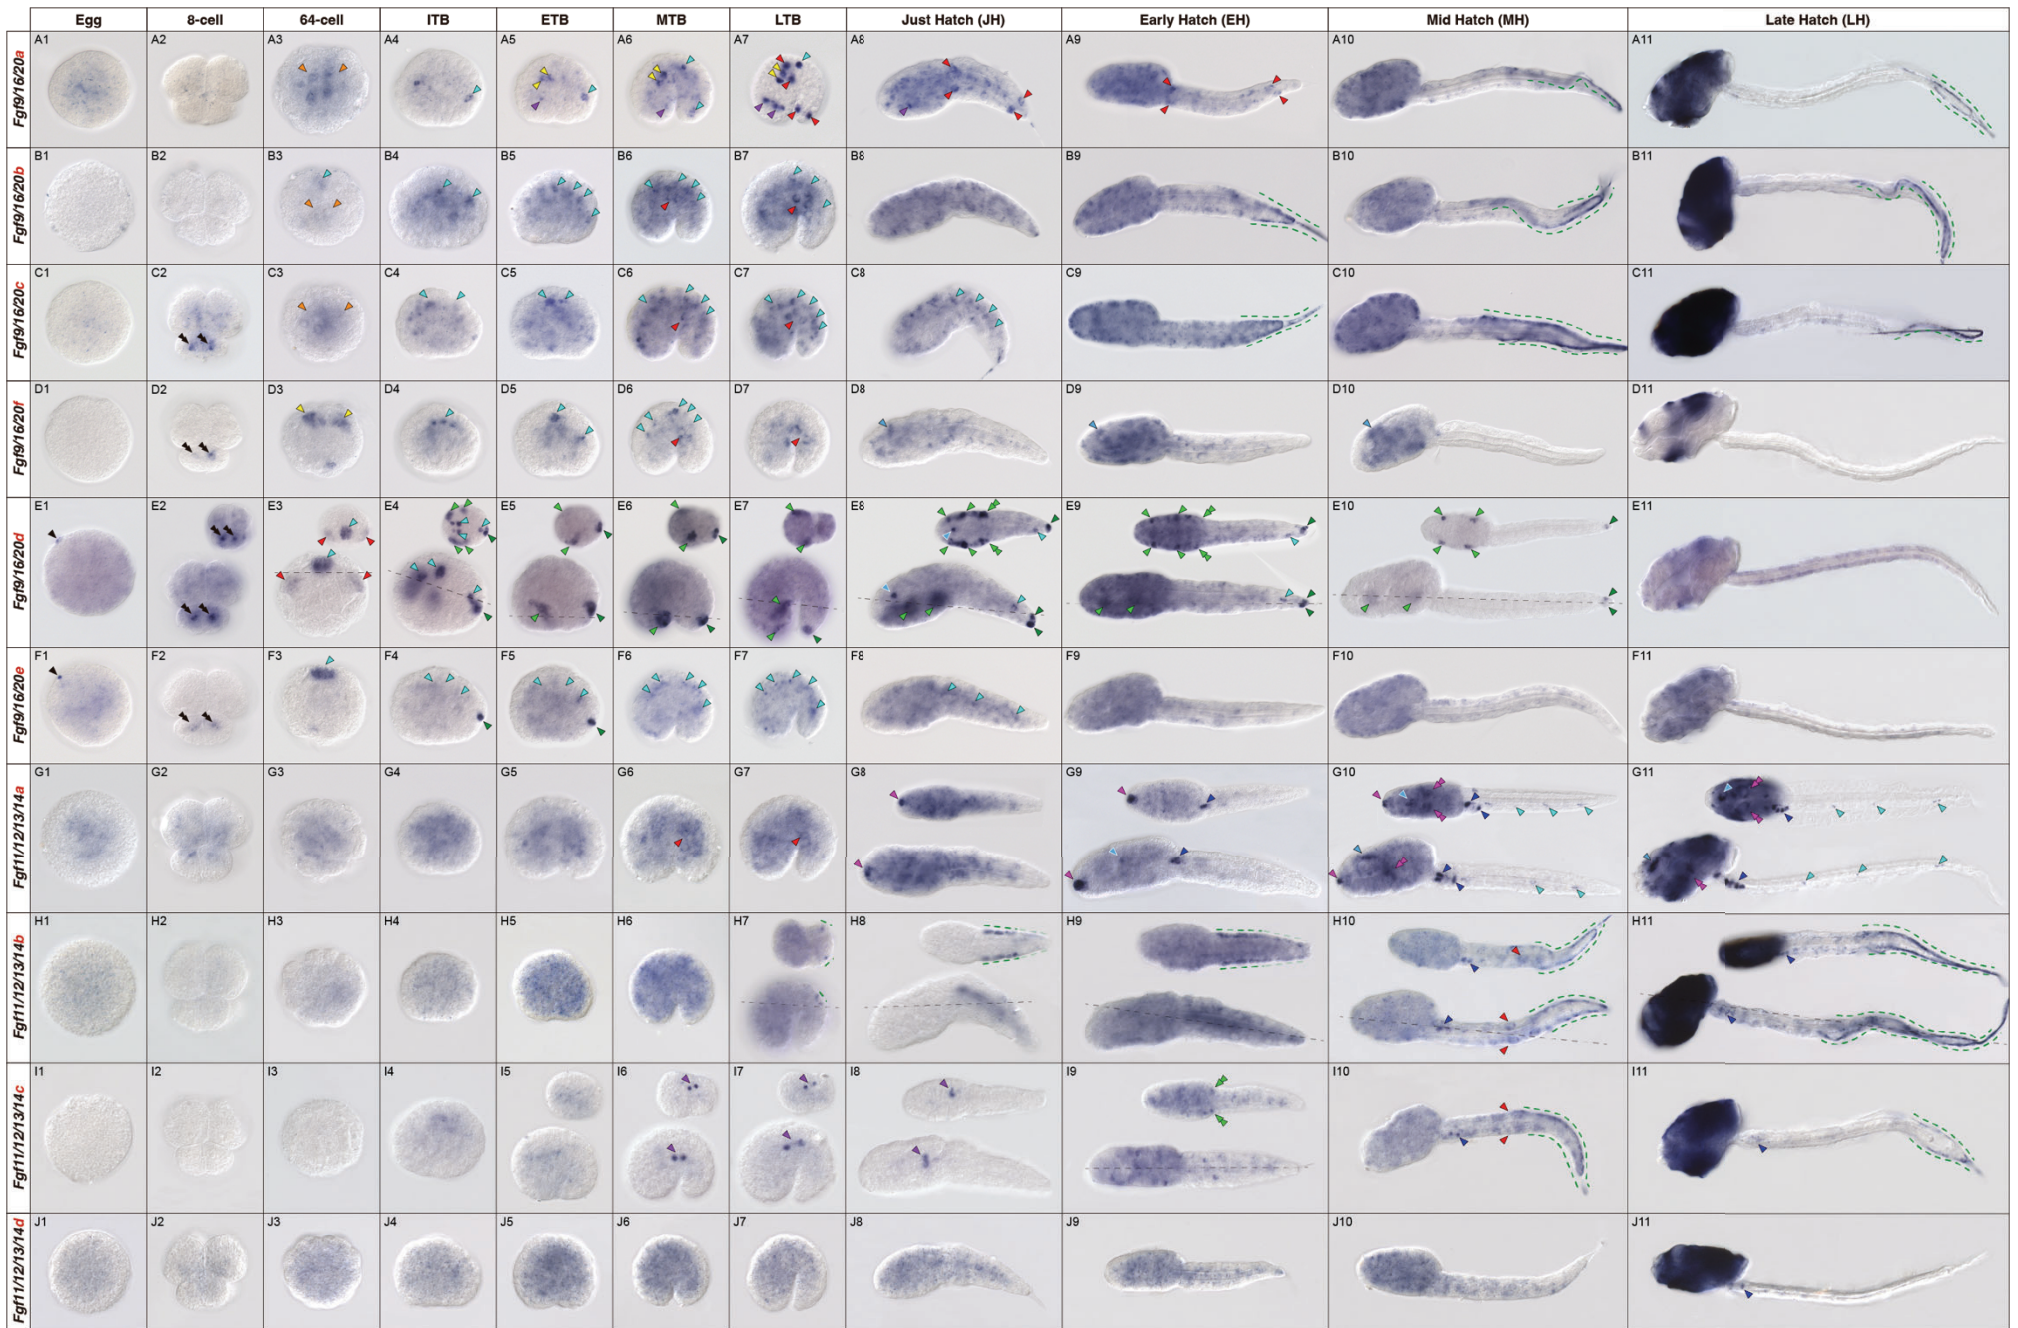 Egg 8-cell 64-cell ITB ETB MTB LTB Just Hatch (JH) Early Hatch (EH) Mid Hatch (MH) Late Hatch (LH)
Fgf9/16/20a
A1 A2 A3 A4 A5 A6 A7 A8 A9 A10 A11
Fgf9/16/20b
B1 B2 B3 B4 B5 B6 B7 B8 B9 B10 B11
Fgf9/16/20c
C1 C2 C3 C4 C5 C6 C7 C8 C9 C10 C11
Fgf9/16/20f
D1 D2 D3 D4 D5 D6 D7 D8 D9 D10 D11
Fgf9/16/20d
E1 E2 E3 E4 E5 E6 E7 E8 E9 E10 E11
Fgf9/16/20e
F1 F2 F3 F4 F5 F6 F7 F8 F9 F10 F11
Fgf11/12/13/14a
G1 G2 G3 G4 G5 G6 G7 G8 G9 G10 G11
Fgf11/12/13/14b
H1 H2 H3 H4 H5 H6 H7 H8 H9 H10 H11
Fgf11/12/13/14c
I1 I2 I3 I4 I5 I6 I7 I8 I9 I10 I11
Fgf11/12/13/14d
J1 J2 J3 J4 J5 J6 J7 J8 J9 J10 J11